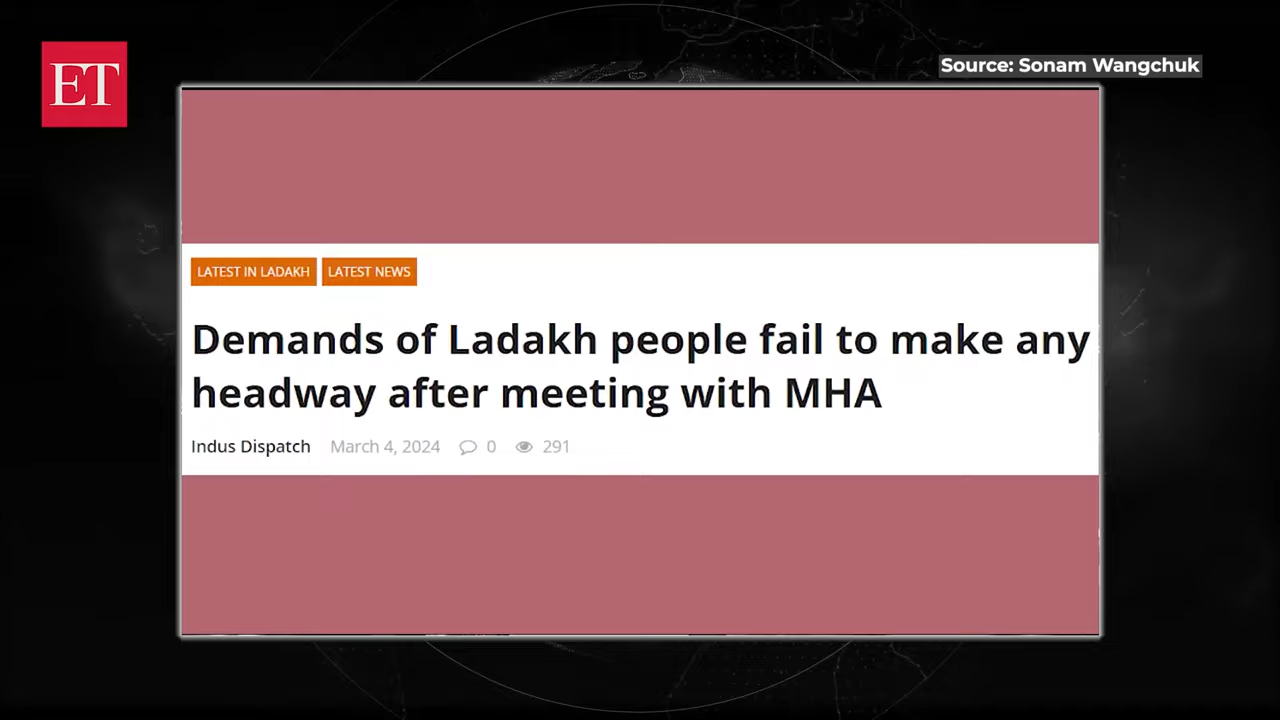 ET
Source: Sonam Wangchuk
LATEST IN LADAKH LATEST NEWS
Demands of Ladakh people fail to make any
headway after meeting with MHA
Indus Dispatch March 4, 2024 0 291